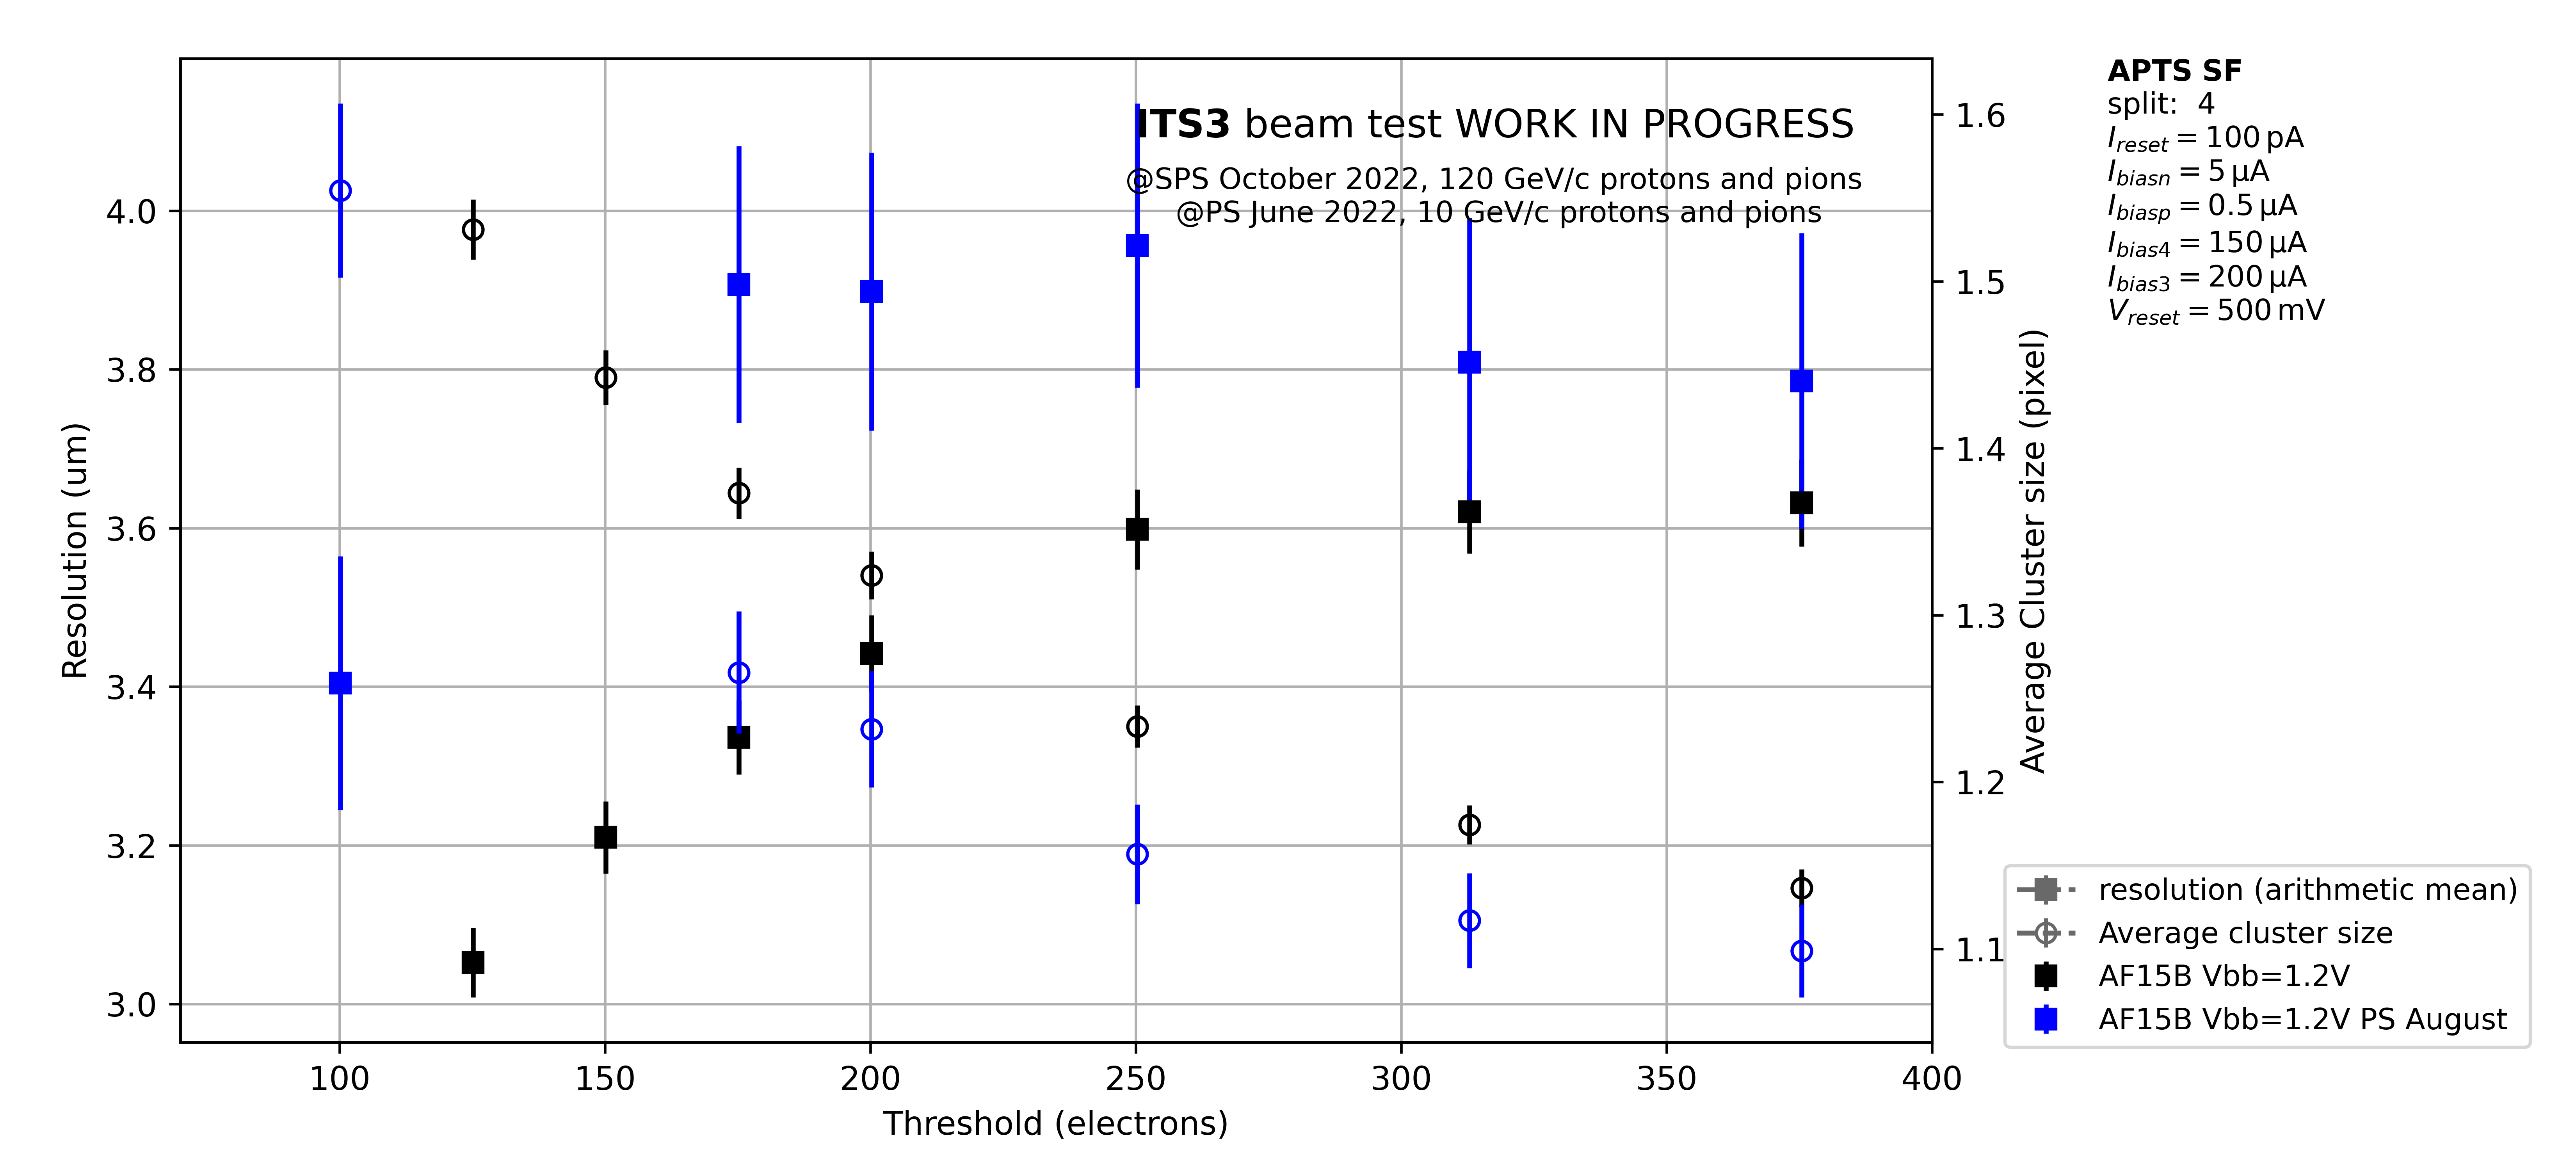 ITS3 beam test WORK IN PROGRESS
@SPS October 2022, 120 GeV/c protons and pions
@PS June 2022, 10 GeV/c protons and pions
Resolution (um)
4.0
3.8
3.6
3.4
3.2
3.0
100
150
200
250
300
350
400
Threshold (electrons)
1.6
1.5
1.4
1.3
1.2
1.1
Average Cluster size (pixel)
APTS SF
split: 4
I_reset = 100 pA
I_biasn = 5 µA
I_biasp = 0.5 µA
I_bias4 = 150 µA
I_bias3 = 200 µA
V_reset = 500 mV
resolution (arithmetic mean)
Average cluster size
AF15B Vbb=1.2V
AF15B Vbb=1.2V PS August